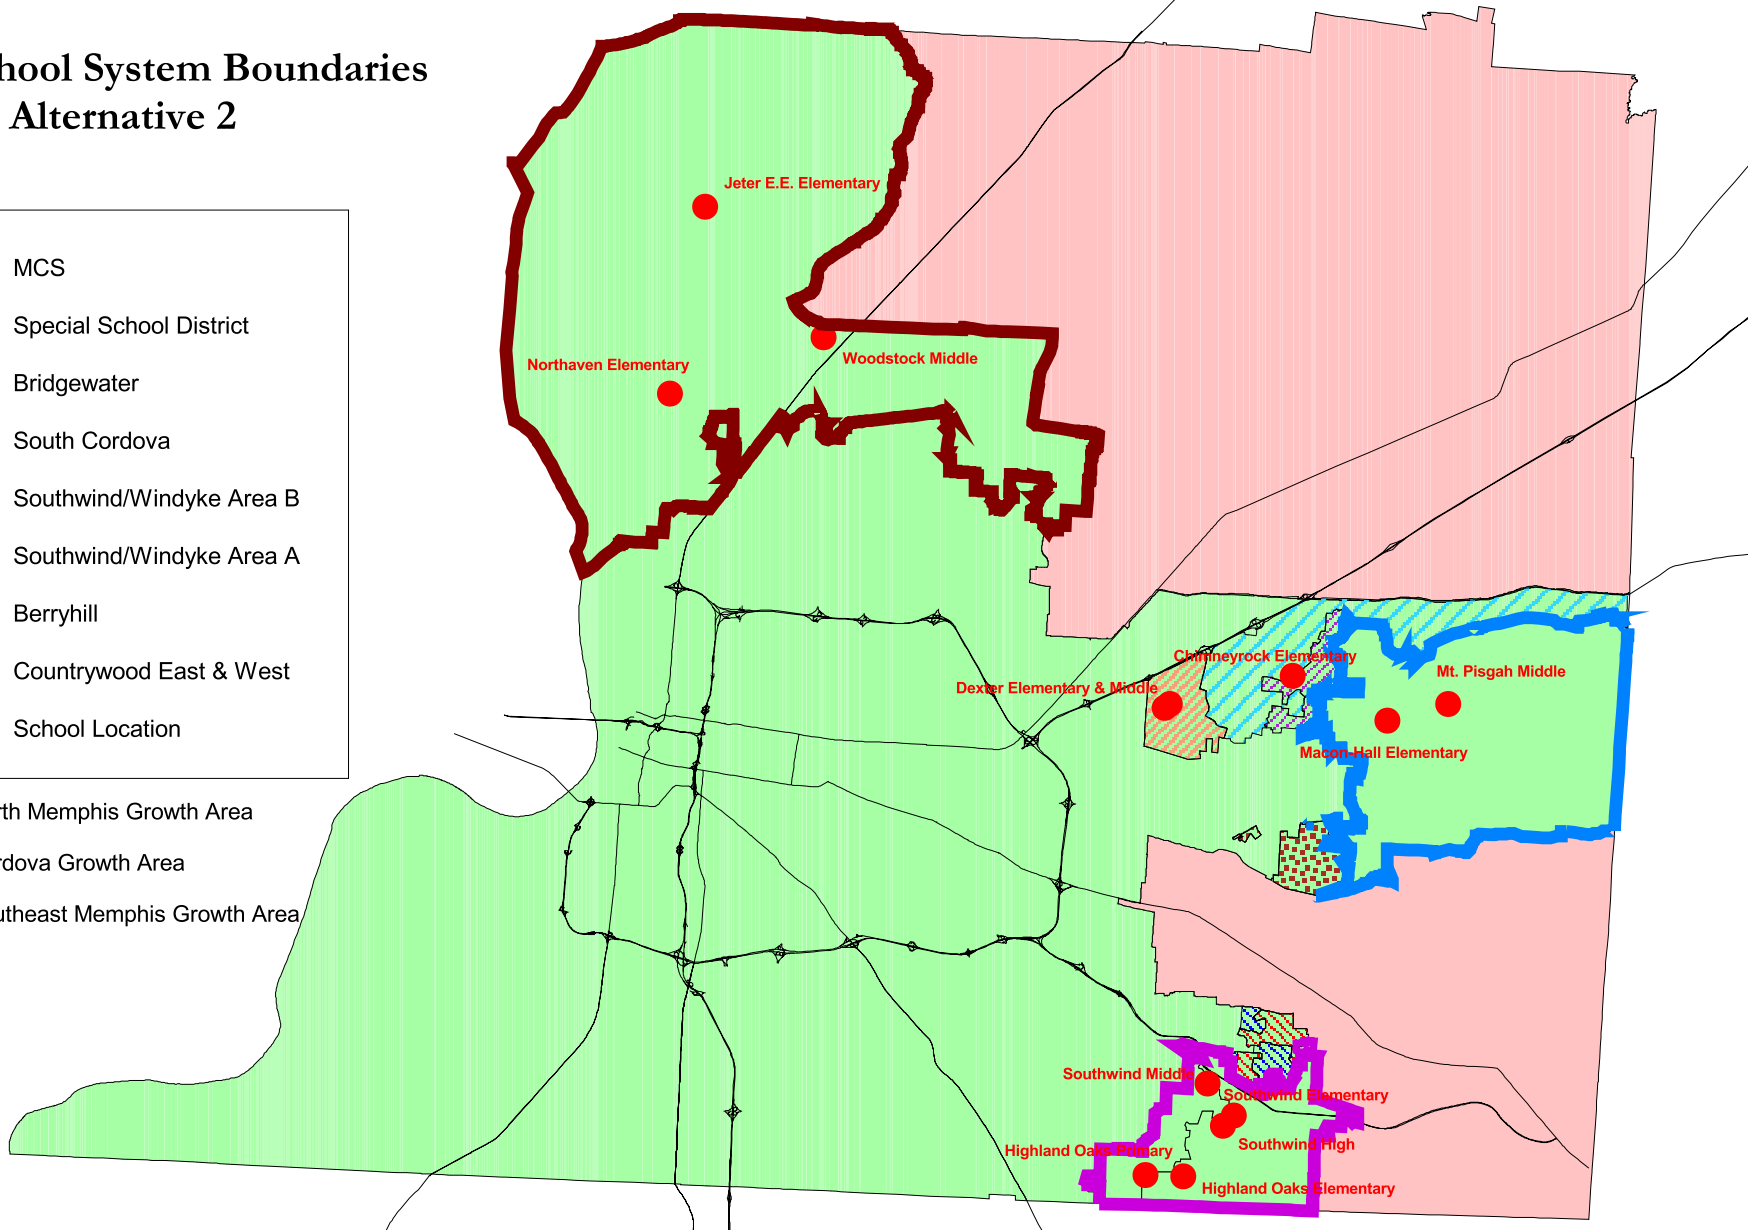 hool System Boundaries
Alternative 2
MCS
Special School District
Bridgewater
South Cordova
Southwind/Windyke Area B
Southwind/Windyke Area A
Berryhill
Countrywood East & West
School Location
rth Memphis Growth Area
rdova Growth Area
utheast Memphis Growth Area
Jeter E.E. Elementary
Woodstock Middle
Northaven Elementary
Chimneyrock Elementary
Mt. Pisgah Middle
Dexter Elementary & Middle
Macon-Hall Elementary
Southwind Middle
Southwind Elementary
Southwind High
Highland Oaks Primary
Highland Oaks Elementary